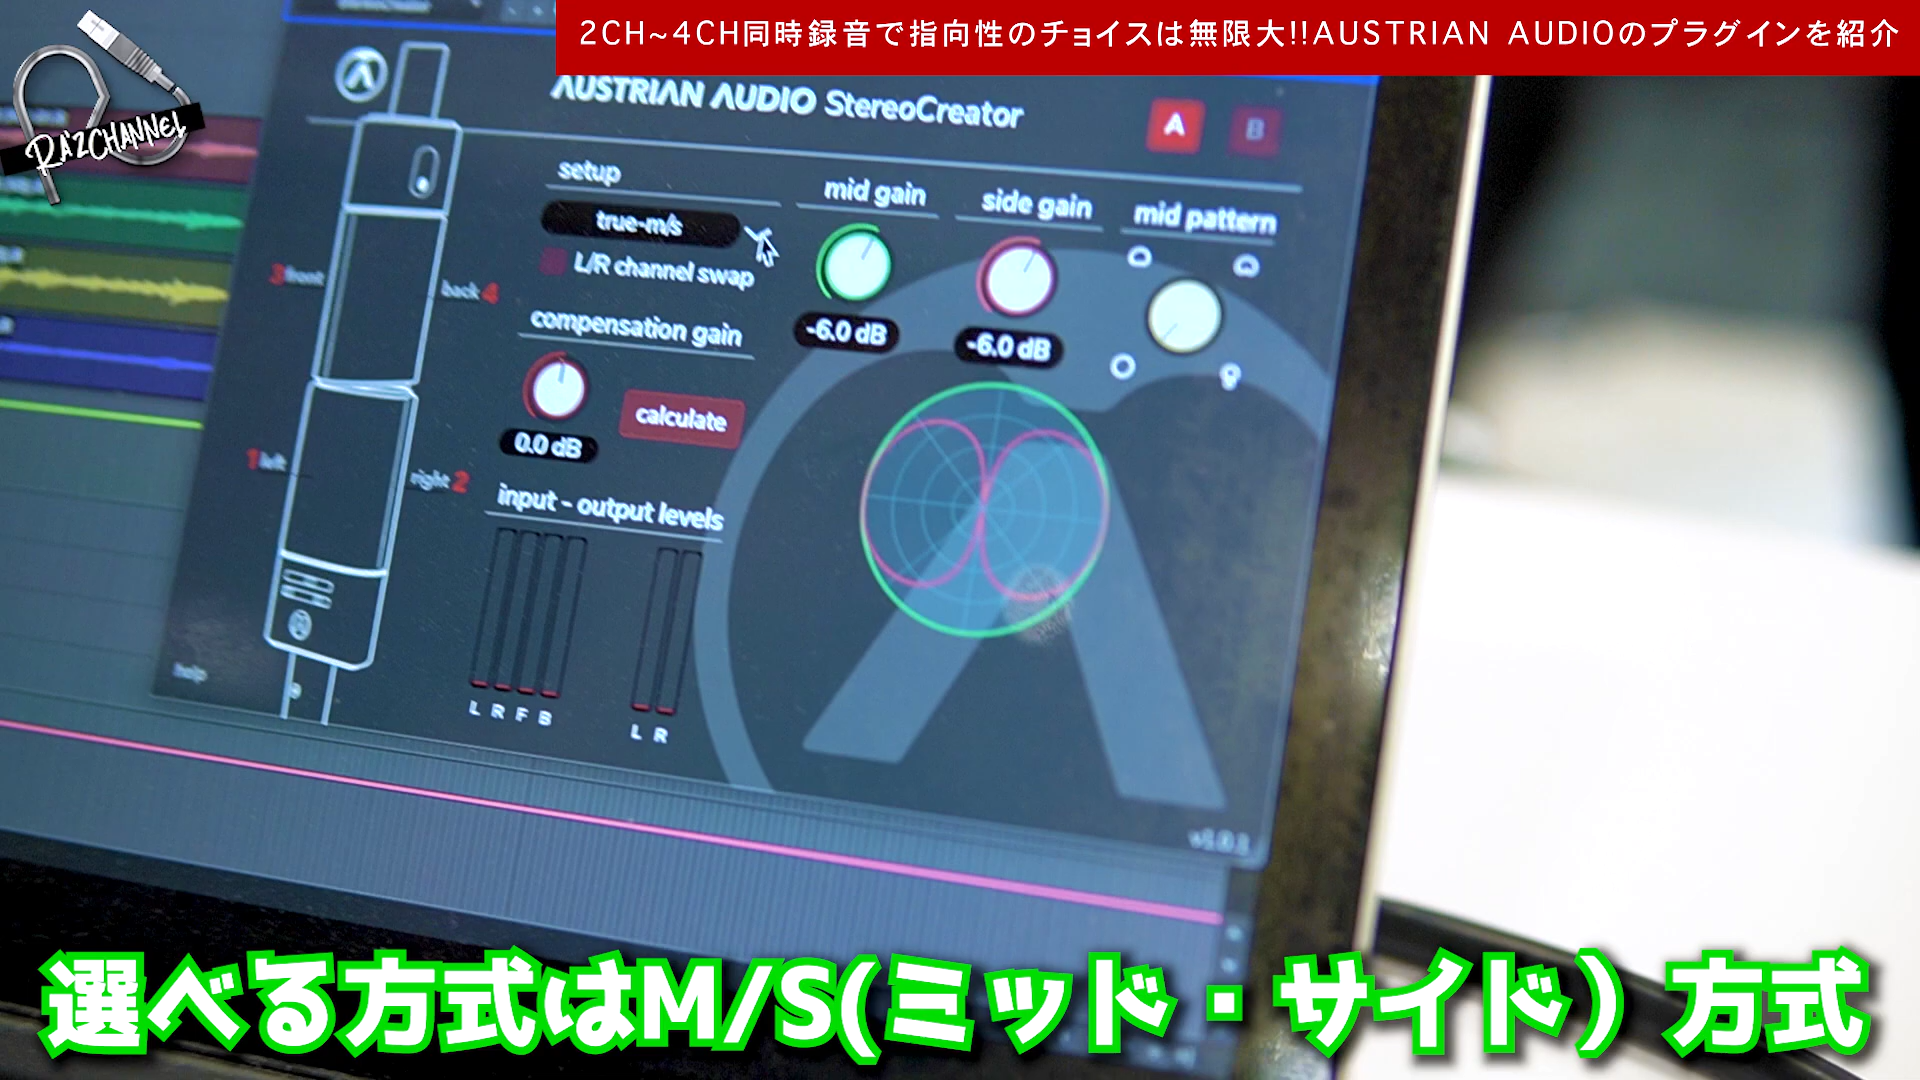 2CH~4CH同時録音で指向性のチョイスは無限大!!AUSTRIAN AUDIOのプラグインを紹介
RAZCHANNEL
AUSTRIAN AUDIO StereoCreator
A B
setup
true-m/s
L/R channel swap
mid gain
-6.0 dB
side gain
-6.0 dB
mid pattern
3 front
back 4
compensation gain
0.0 dB
calculate
1 left
right 2
input - output levels
L R F B
L R
help
v1.0.1
選べる方式はM/S(ミッド・サイド）方式